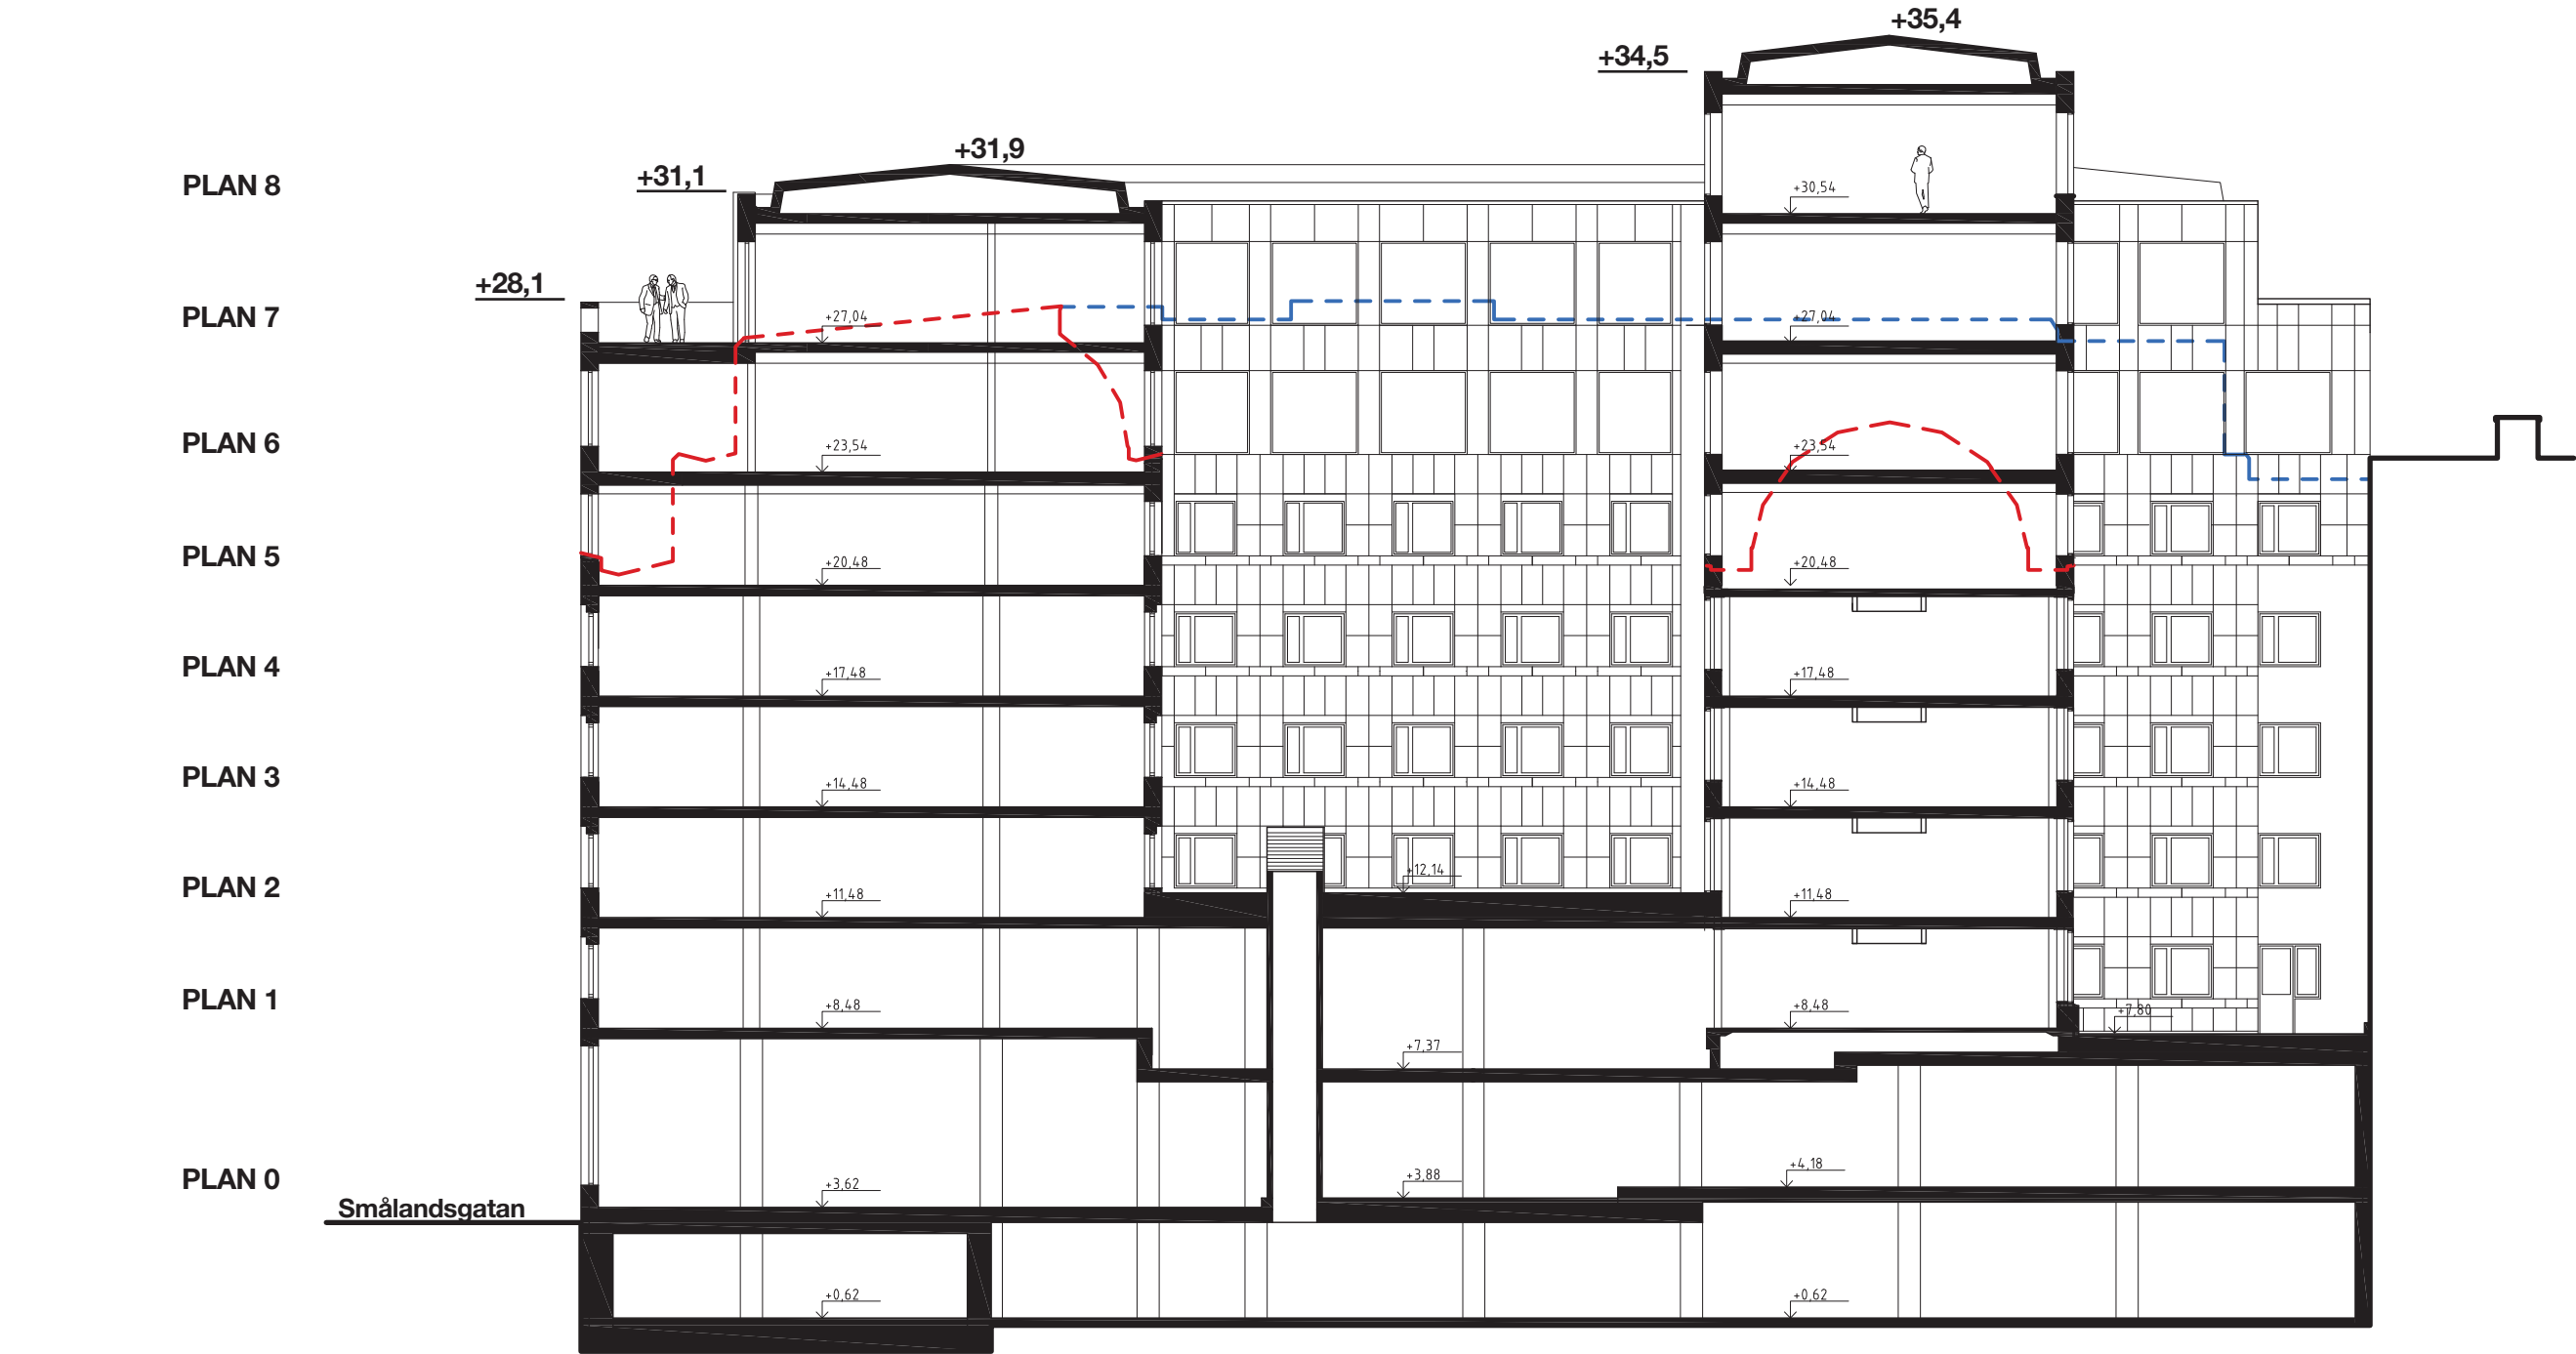 +35,4
+34,5
+31,9
+31,1
PLAN 8
+30,54
+28,1
PLAN 7
+27,04
+27,04
PLAN 6
+23,54
+23,54
PLAN 5
+20,48
+20,48
PLAN 4
+17,48
+17,48
PLAN 3
+14,48
+14,48
+12,14
PLAN 2
+11,48
+11,48
PLAN 1
+8,48
+8,48
+7,80
+7,37
PLAN 0
+4,18
+3,88
+3,62
Smålandsgatan
+0,62
+0,62